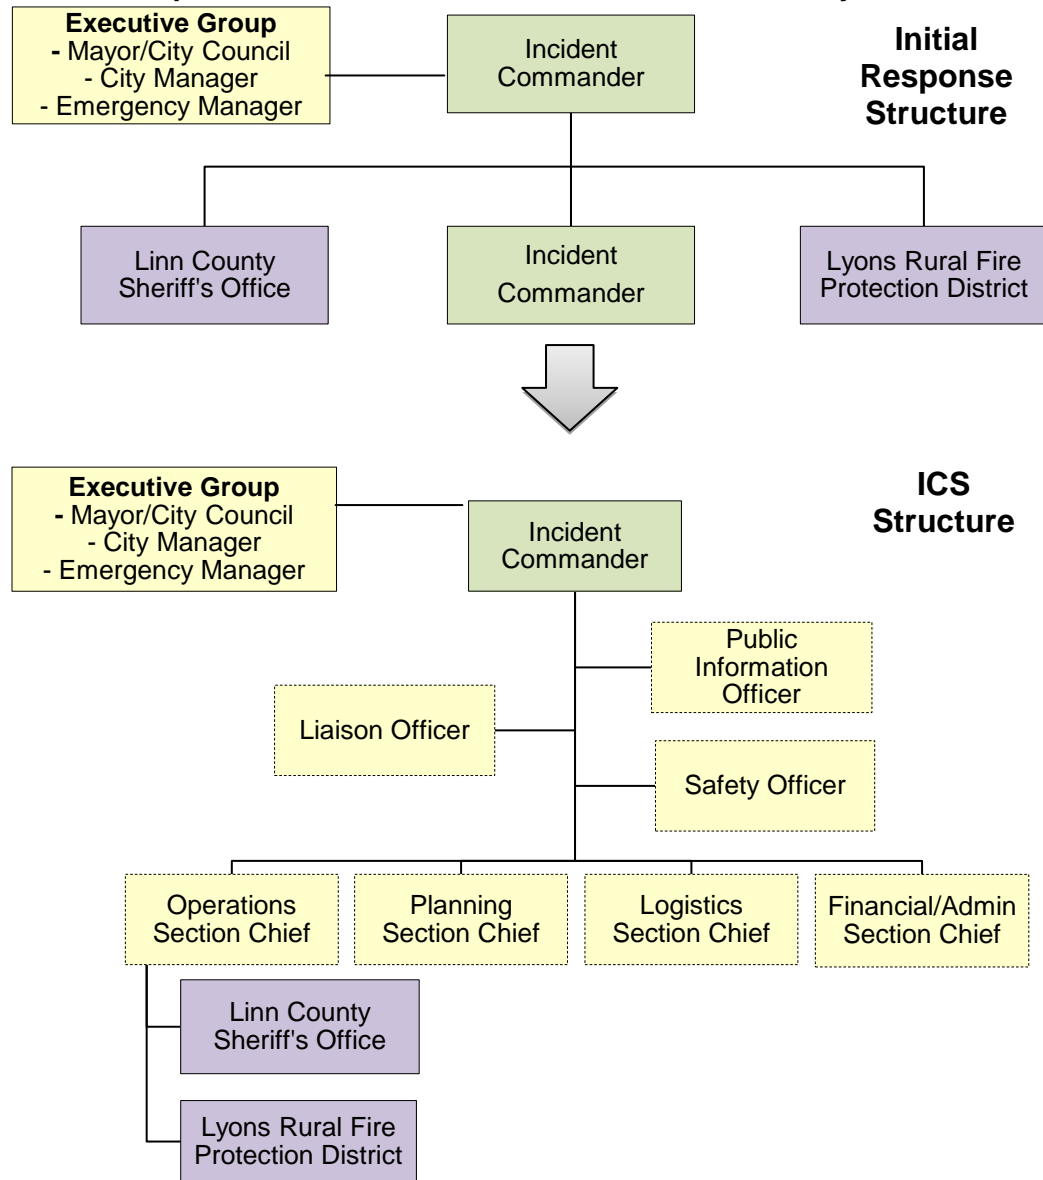 Executive Group
- Mayor/City Council
- City Manager
- Emergency Manager
Incident
Commander
Initial
Response
Structure
Linn County
Sheriff's Office
Incident
Commander
Lyons Rural Fire
Protection District
Executive Group
- Mayor/City Council
- City Manager
- Emergency Manager
Incident
Commander
ICS
Structure
Public
Information
Officer
Liaison Officer
Safety Officer
Operations
Section Chief
Planning
Section Chief
Logistics
Section Chief
Financial/Admin
Section Chief
Linn County
Sheriff's Office
Lyons Rural Fire
Protection District